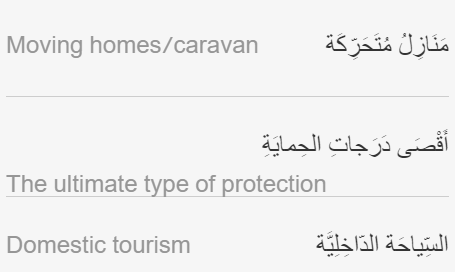 Moving homes/caravan مَنَازِلُ مُتَحَرِّكَة
أَقْصَى دَرَجاتِ الحِمايَةِ
The ultimate type of protection
Domestic tourism السِّياحَة الدّاخِلِيَّة